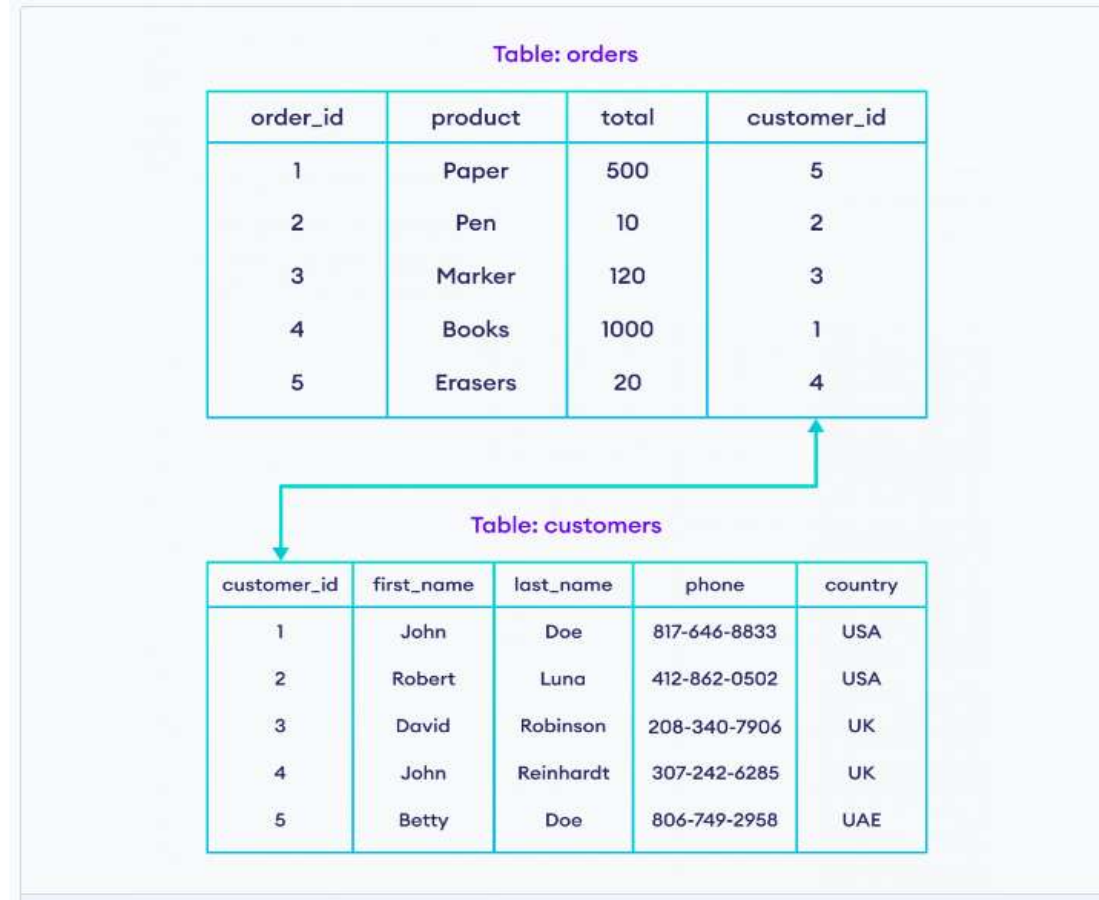 Table: orders
order_id product total customer_id
1 Paper 500 5
2 Pen 10 2
3 Marker 120 3
4 Books 1000 1
5 Erasers 20 4
Table: customers
customer_id first_name last_name phone country
1 John Doe 817-646-8833 USA
2 Robert Luna 412-862-0502 USA
3 David Robinson 208-340-7906 UK
4 John Reinhardt 307-242-6285 UK
5 Betty Doe 806-749-2958 UAE